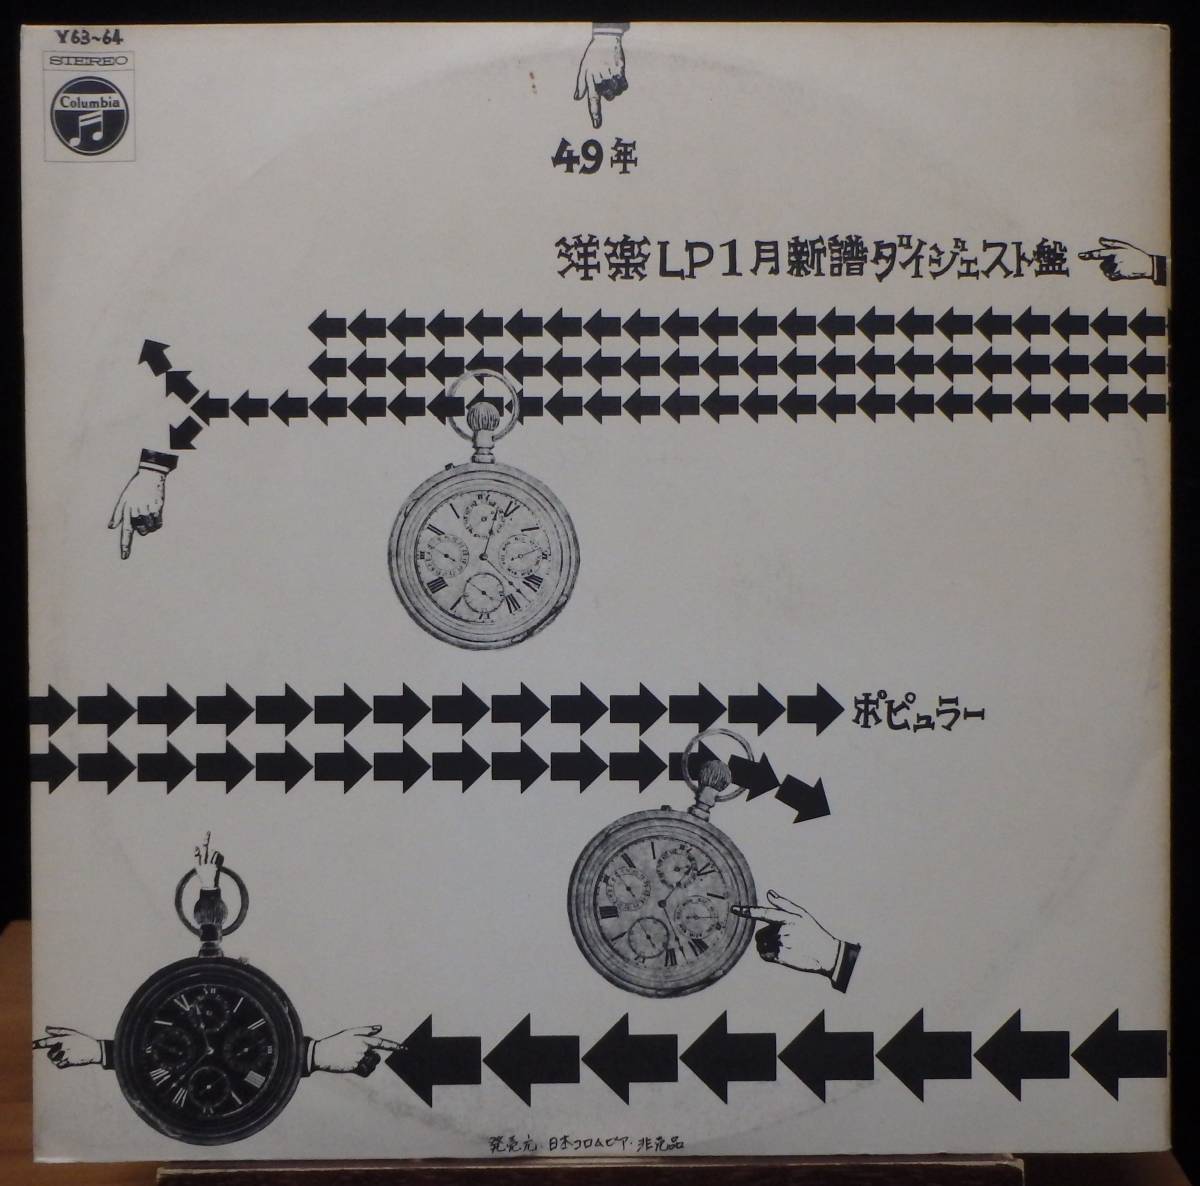 Y63~64
STEREO
Columbia
49年
洋楽LP1月新譜ダイジェスト盤
ポピュラー
発売元・日本コロムビア・非売品